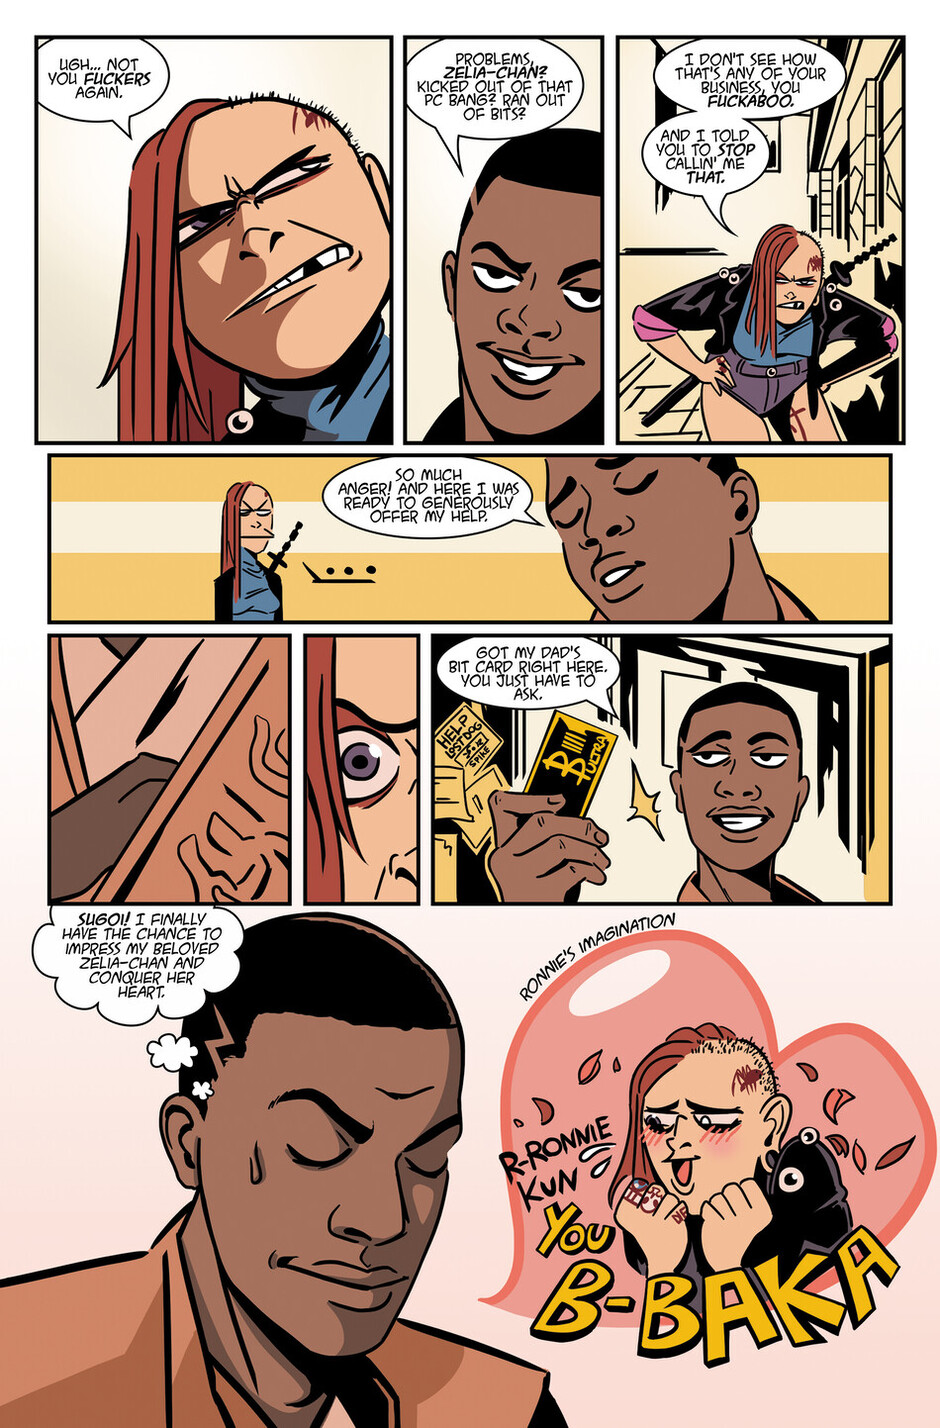 UGH... NOT
YOU FUCKERS
AGAIN.
PROBLEMS,
ZELIA-CHAN?
KICKED OUT OF THAT
PC BANG? RAN OUT
OF BITS?
I DON'T SEE HOW
THAT'S ANY OF YOUR
BUSINESS, YOU
FUCKABOO.
AND I TOLD
YOU TO STOP
CALLIN' ME
THAT.
SO MUCH
ANGER! AND HERE I WAS
READY TO GENEROUSLY
OFFER MY HELP.
GOT MY DAD'S
BIT CARD RIGHT HERE.
YOU JUST HAVE TO
ASK.
HELP
LOST DOG
SPIKE
ULTRA
SUGOI! I FINALLY
HAVE THE CHANCE TO
IMPRESS MY BELOVED
ZELIA-CHAN AND
CONQUER HER
HEART.
RONNIE'S IMAGINATION
R-RONNIE
KUN
YOU
B-BAKA